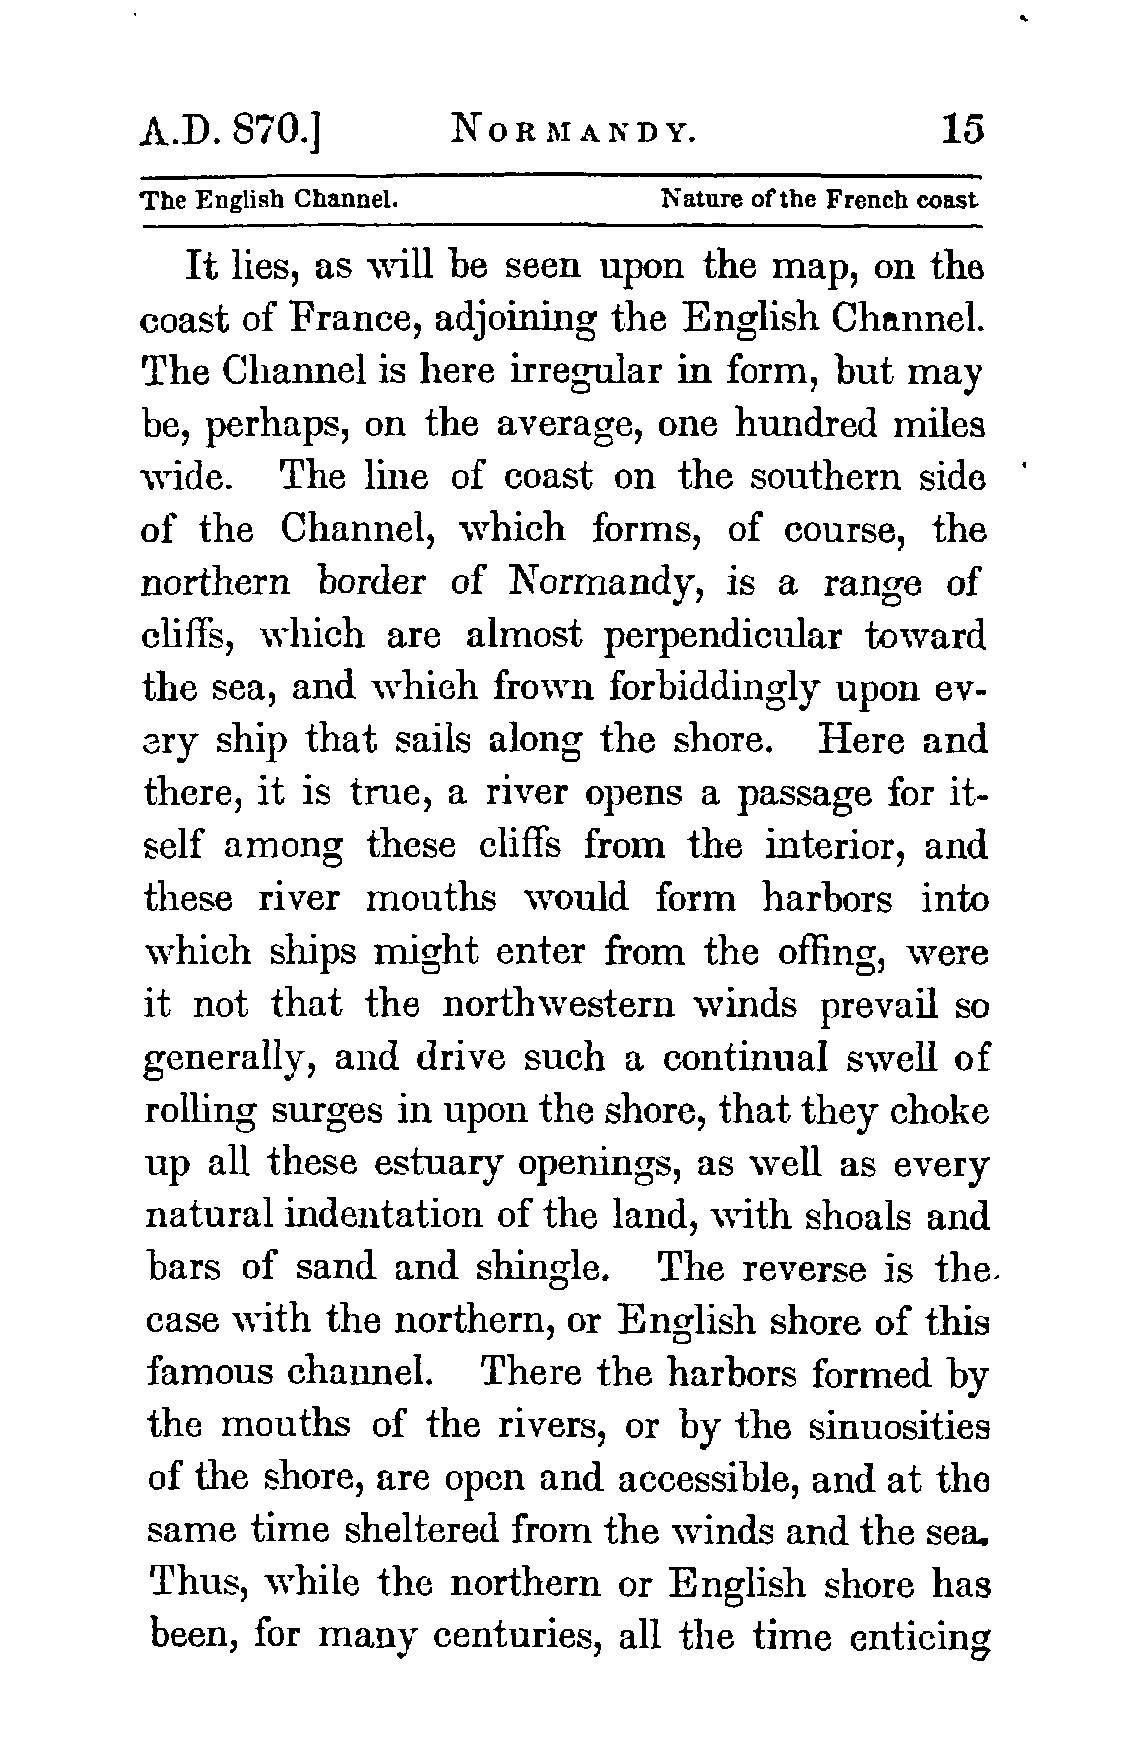 A.D. 870.] NORMANDY. 15
The English Channel. Nature of the French coast
It lies, as will be seen upon the map, on the
coast of France, adjoining the English Channel.
The Channel is here irregular in form, but may
be, perhaps, on the average, one hundred miles
wide. The line of coast on the southern side
of the Channel, which forms, of course, the
northern border of Normandy, is a range of
cliffs, which are almost perpendicular toward
the sea, and which frown forbiddingly upon ev-
ery ship that sails along the shore. Here and
there, it is true, a river opens a passage for it-
self among these cliffs from the interior, and
these river mouths would form harbors into
which ships might enter from the offing, were
it not that the northwestern winds prevail so
generally, and drive such a continual swell of
rolling surges in upon the shore, that they choke
up all these estuary openings, as well as every
natural indentation of the land, with shoals and
bars of sand and shingle. The reverse is the
case with the northern, or English shore of this
famous channel. There the harbors formed by
the mouths of the rivers, or by the sinuosities
of the shore, are open and accessible, and at the
same time sheltered from the winds and the sea.
Thus, while the northern or English shore has
been, for many centuries, all the time enticing